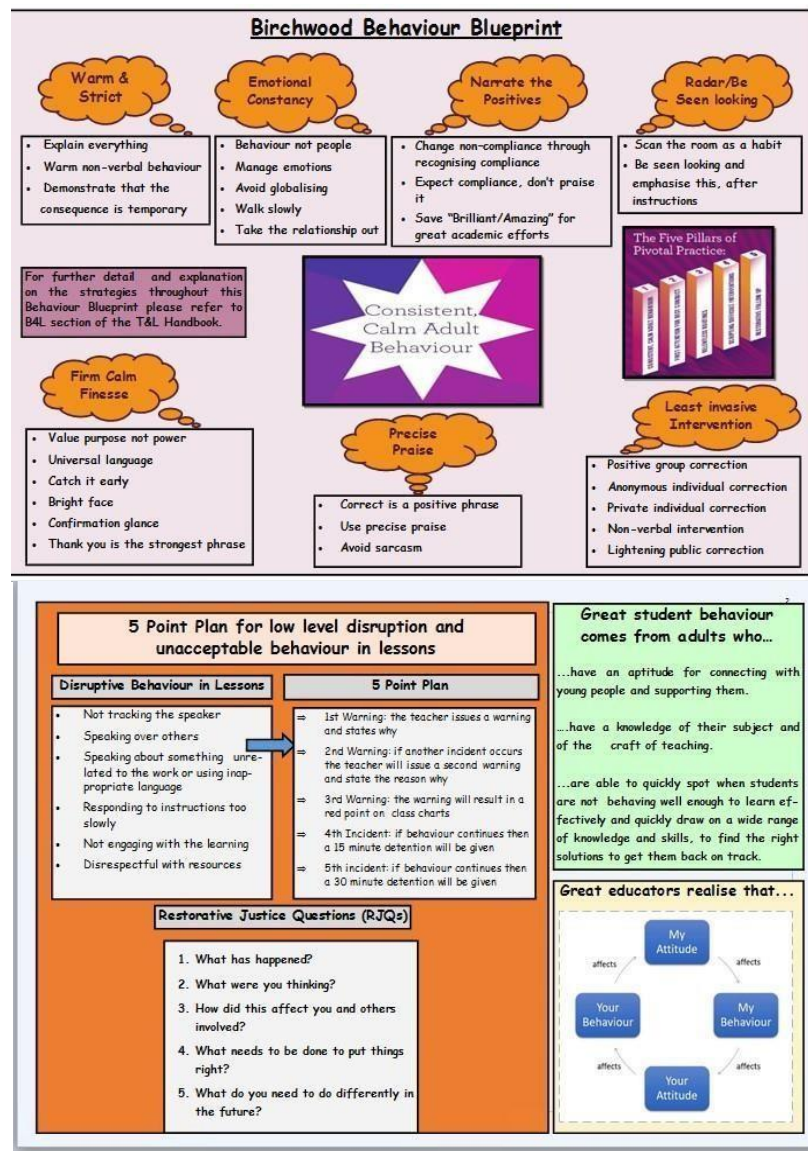 Birchwood Behaviour Blueprint
Warm &
Strict
• Explain everything
• Warm non-verbal behaviour
• Demonstrate that the
consequence is temporary
Emotional
Constancy
• Behaviour not people
• Manage emotions
• Avoid globalising
• Walk slowly
• Take the relationship out
Narrate the
Positives
• Change non-compliance through
recognising compliance
• Expect compliance, don't praise
it
• Save "Brilliant/Amazing" for
great academic efforts
Radar/Be
Seen looking
• Scan the room as a habit
• Be seen looking and
emphasise this, after
instructions
For further detail and explanation
on the strategies throughout this
Behaviour Blueprint please refer to
B4L section of the T&L Handbook.
Consistent,
Calm Adult
Behaviour
The Five Pillars of
Pivotal Practice:
1 CONSISTENT, CALM ADULT BEHAVIOUR
2 FIRST ATTENTION FOR BEST CONDUCT
3 RELENTLESS ROUTINES
4
5 RESTORATIVE FOLLOW-UP
Firm Calm
Finesse
• Value purpose not power
• Universal language
• Catch it early
• Bright face
• Confirmation glance
• Thank you is the strongest phrase
Precise
Praise
• Correct is a positive phrase
• Use precise praise
• Avoid sarcasm
Least invasive
Intervention
• Positive group correction
• Anonymous individual correction
• Private individual correction
• Non-verbal intervention
• Lightening public correction
2
5 Point Plan for low level disruption and
unacceptable behaviour in lessons
Disruptive Behaviour in Lessons
• Not tracking the speaker
• Speaking over others
• Speaking about something unre-
lated to the work or using inap-
propriate language
• Responding to instructions too
slowly
• Not engaging with the learning
• Disrespectful with resources
5 Point Plan
⇒ 1st Warning: the teacher issues a warning
and states why
⇒ 2nd Warning: if another incident occurs
the teacher will issue a second warning
and state the reason why
⇒ 3rd Warning: the warning will result in a
red point on class charts
⇒ 4th Incident: if behaviour continues then
a 15 minute detention will be given
⇒ 5th incident: if behaviour continues then
a 30 minute detention will be given
Restorative Justice Questions (RJQs)
1. What has happened?
2. What were you thinking?
3. How did this affect you and others
involved?
4. What needs to be done to put things
right?
5. What do you need to do differently in
the future?
Great student behaviour
comes from adults who...
...have an aptitude for connecting with
young people and supporting them.
....have a knowledge of their subject and
of the craft of teaching.
...are able to quickly spot when students
are not behaving well enough to learn ef-
fectively and quickly draw on a wide range
of knowledge and skills, to find the right
solutions to get them back on track.
Great educators realise that...
My
Attitude
affects
affects
Your
Behaviour
My
Behaviour
affects
affects
Your
Attitude